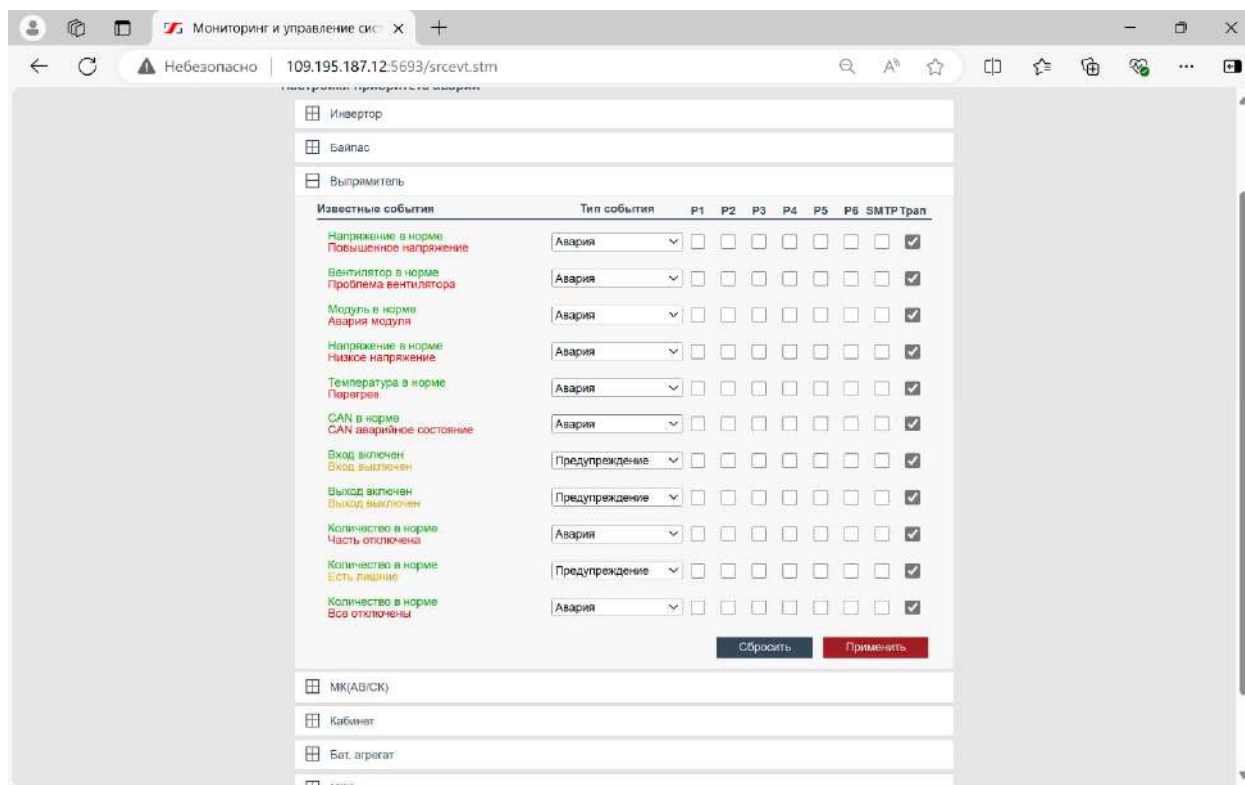 Мониторинг и управление сис
Небезопасно 109.195.187.12:5693/srcevt.stm
Настройки приоритета аварий
Инвертор
Байпас
Выпрямитель
Известные события Тип события P1 P2 P3 P4 P5 P6 SMTP Трап
Напряжение в норме
Повышенное напряжение Авария
Вентилятор в норме
Проблема вентилятора Авария
Модуль в норме
Авария модуля Авария
Напряжение в норме
Низкое напряжение Авария
Температура в норме
Перегрев Авария
CAN в норме
CAN аварийное состояние Авария
Вход включен
Вход выключен Предупреждение
Выход включен
Выход выключен Предупреждение
Количество в норме
Часть отключена Авария
Количество в норме
Есть лишние Предупреждение
Количество в норме
Все отключены Авария
Сбросить Применить
МК(АВ/СК)
Кабинет
Бат. агрегат